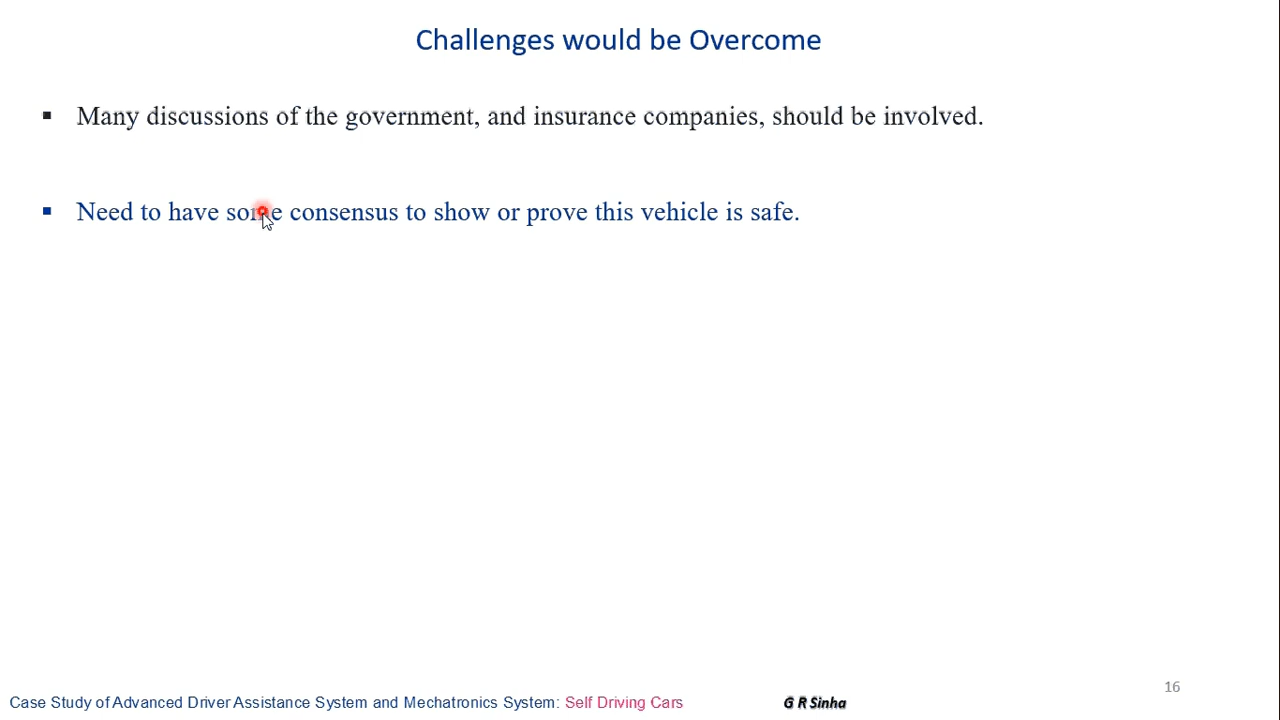 Challenges would be Overcome
▪ Many discussions of the government, and insurance companies, should be involved.
▪ Need to have some consensus to show or prove this vehicle is safe.
16
Case Study of Advanced Driver Assistance System and Mechatronics System: Self Driving Cars G R Sinha